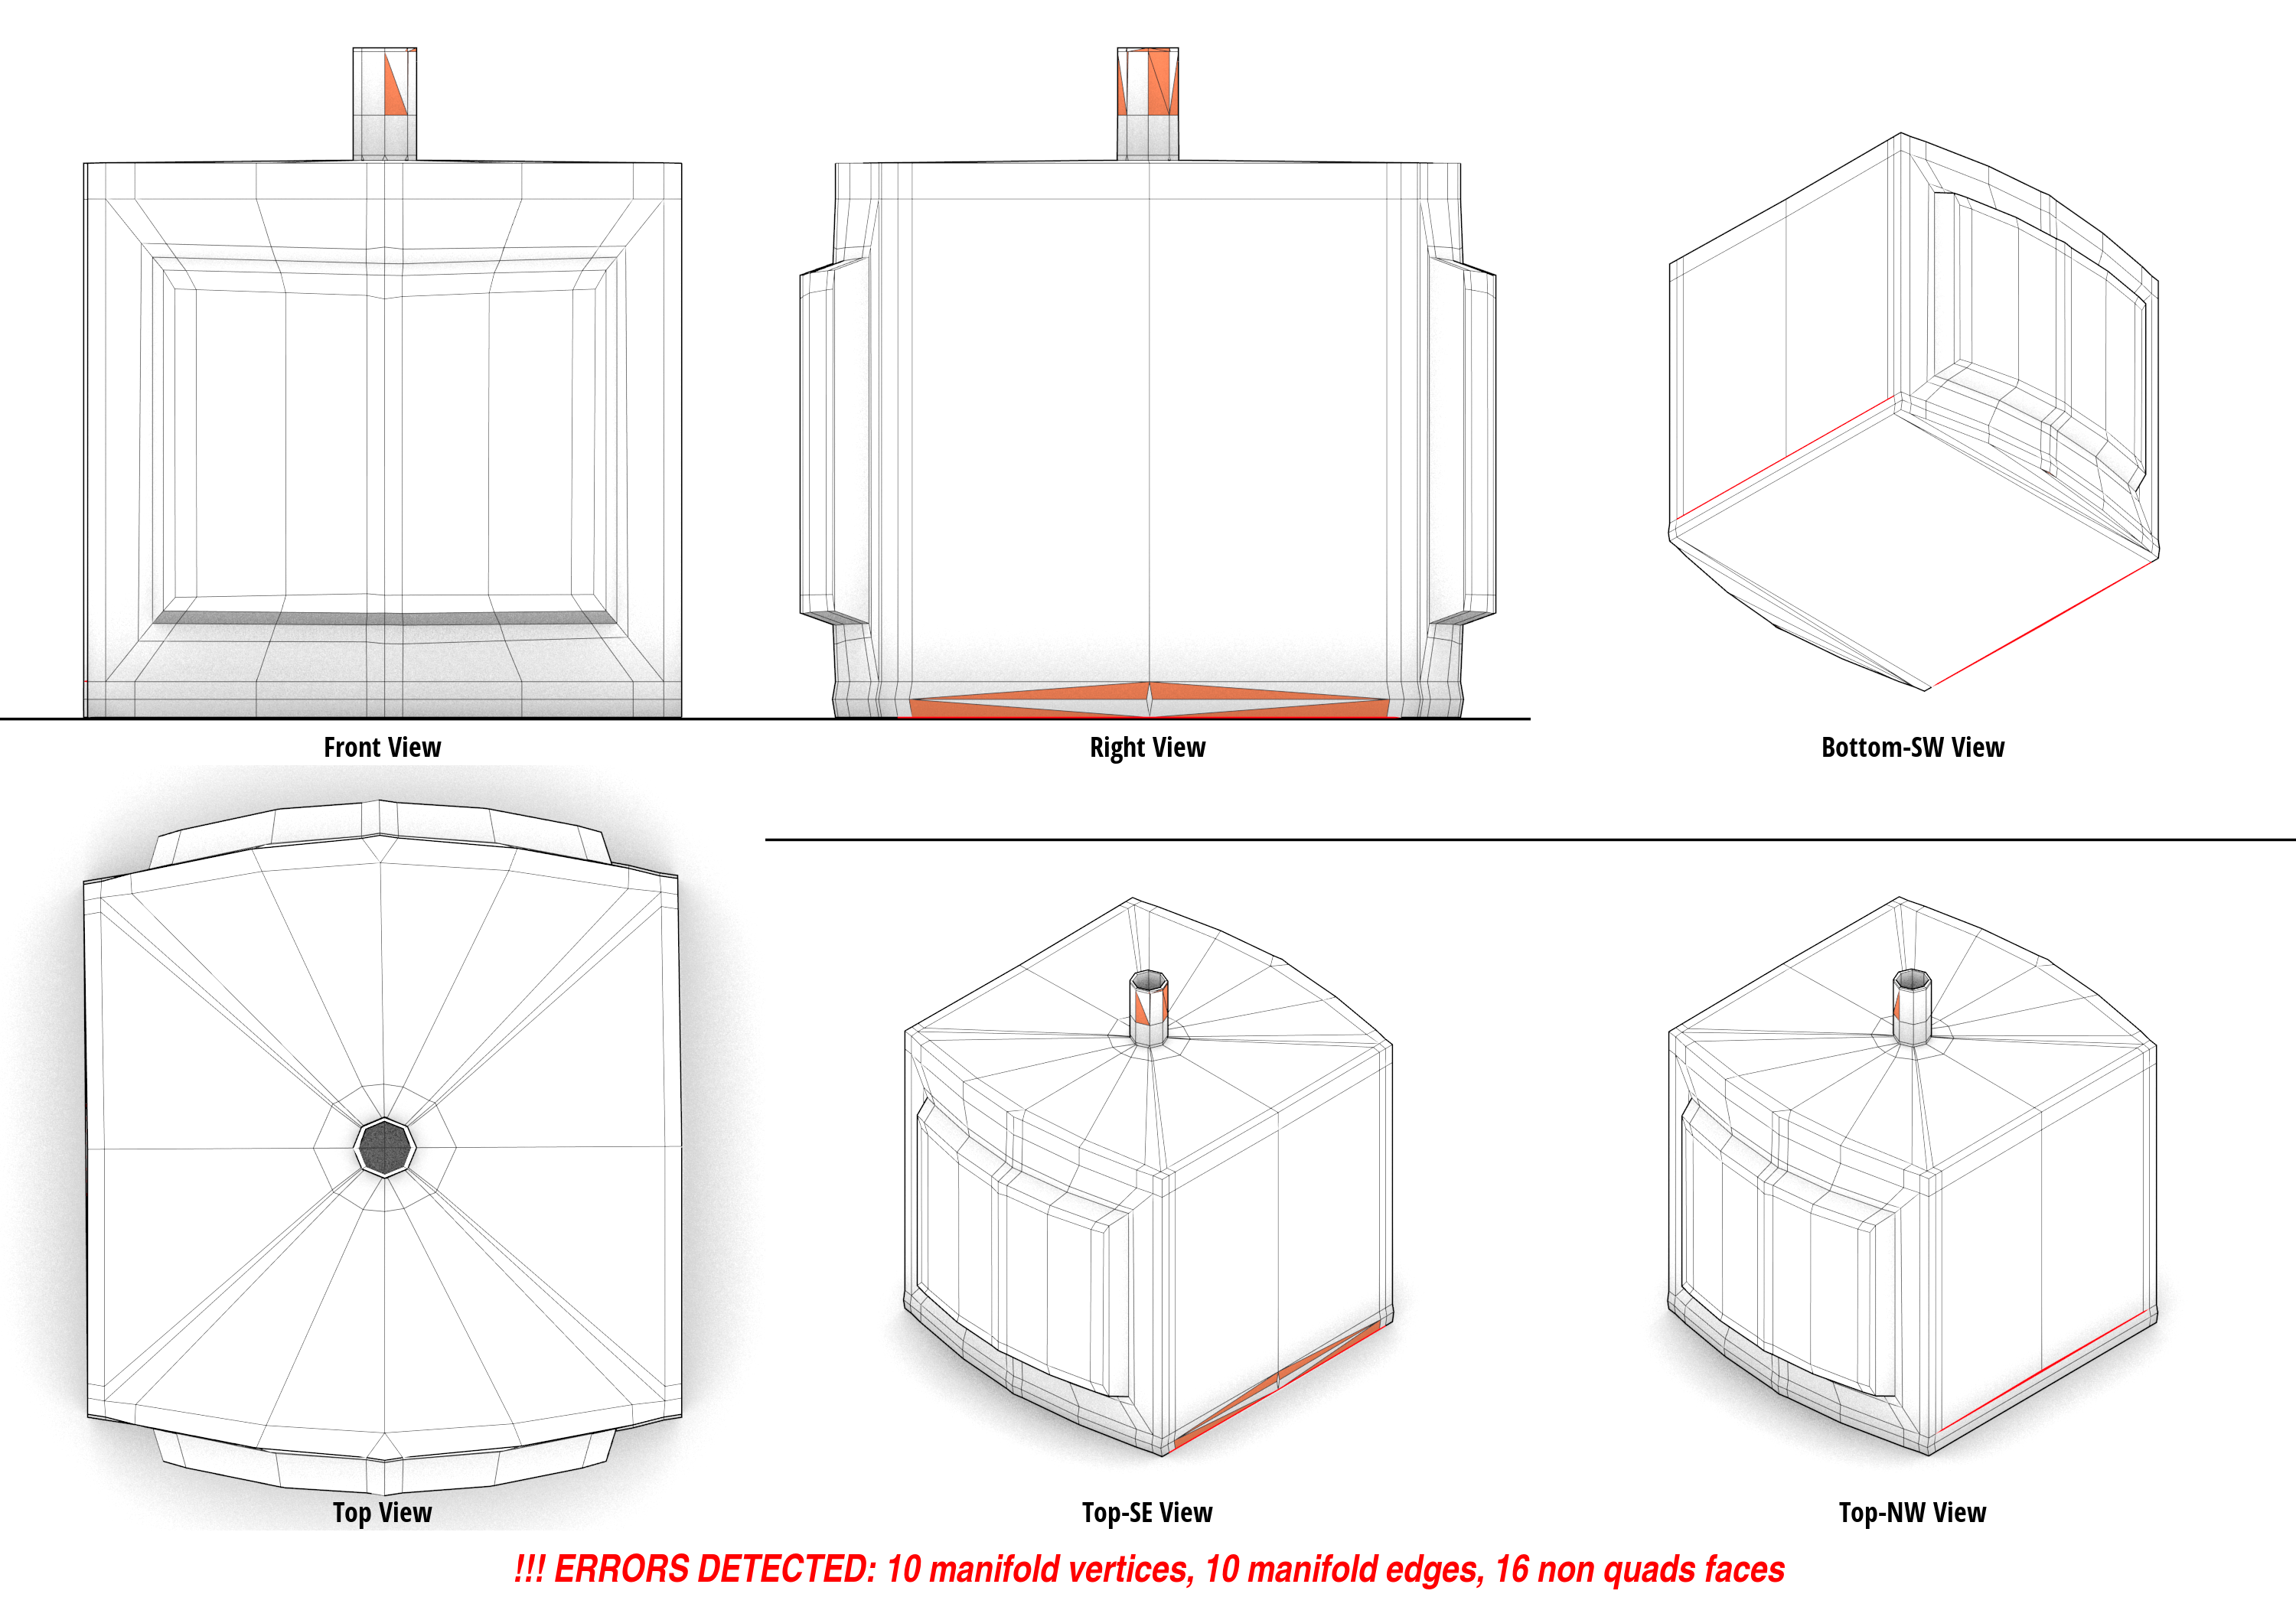 Front View
Right View
Bottom-SW View
Top View
Top-SE View
Top-NW View
!!! ERRORS DETECTED: 10 manifold vertices, 10 manifold edges, 16 non quads faces